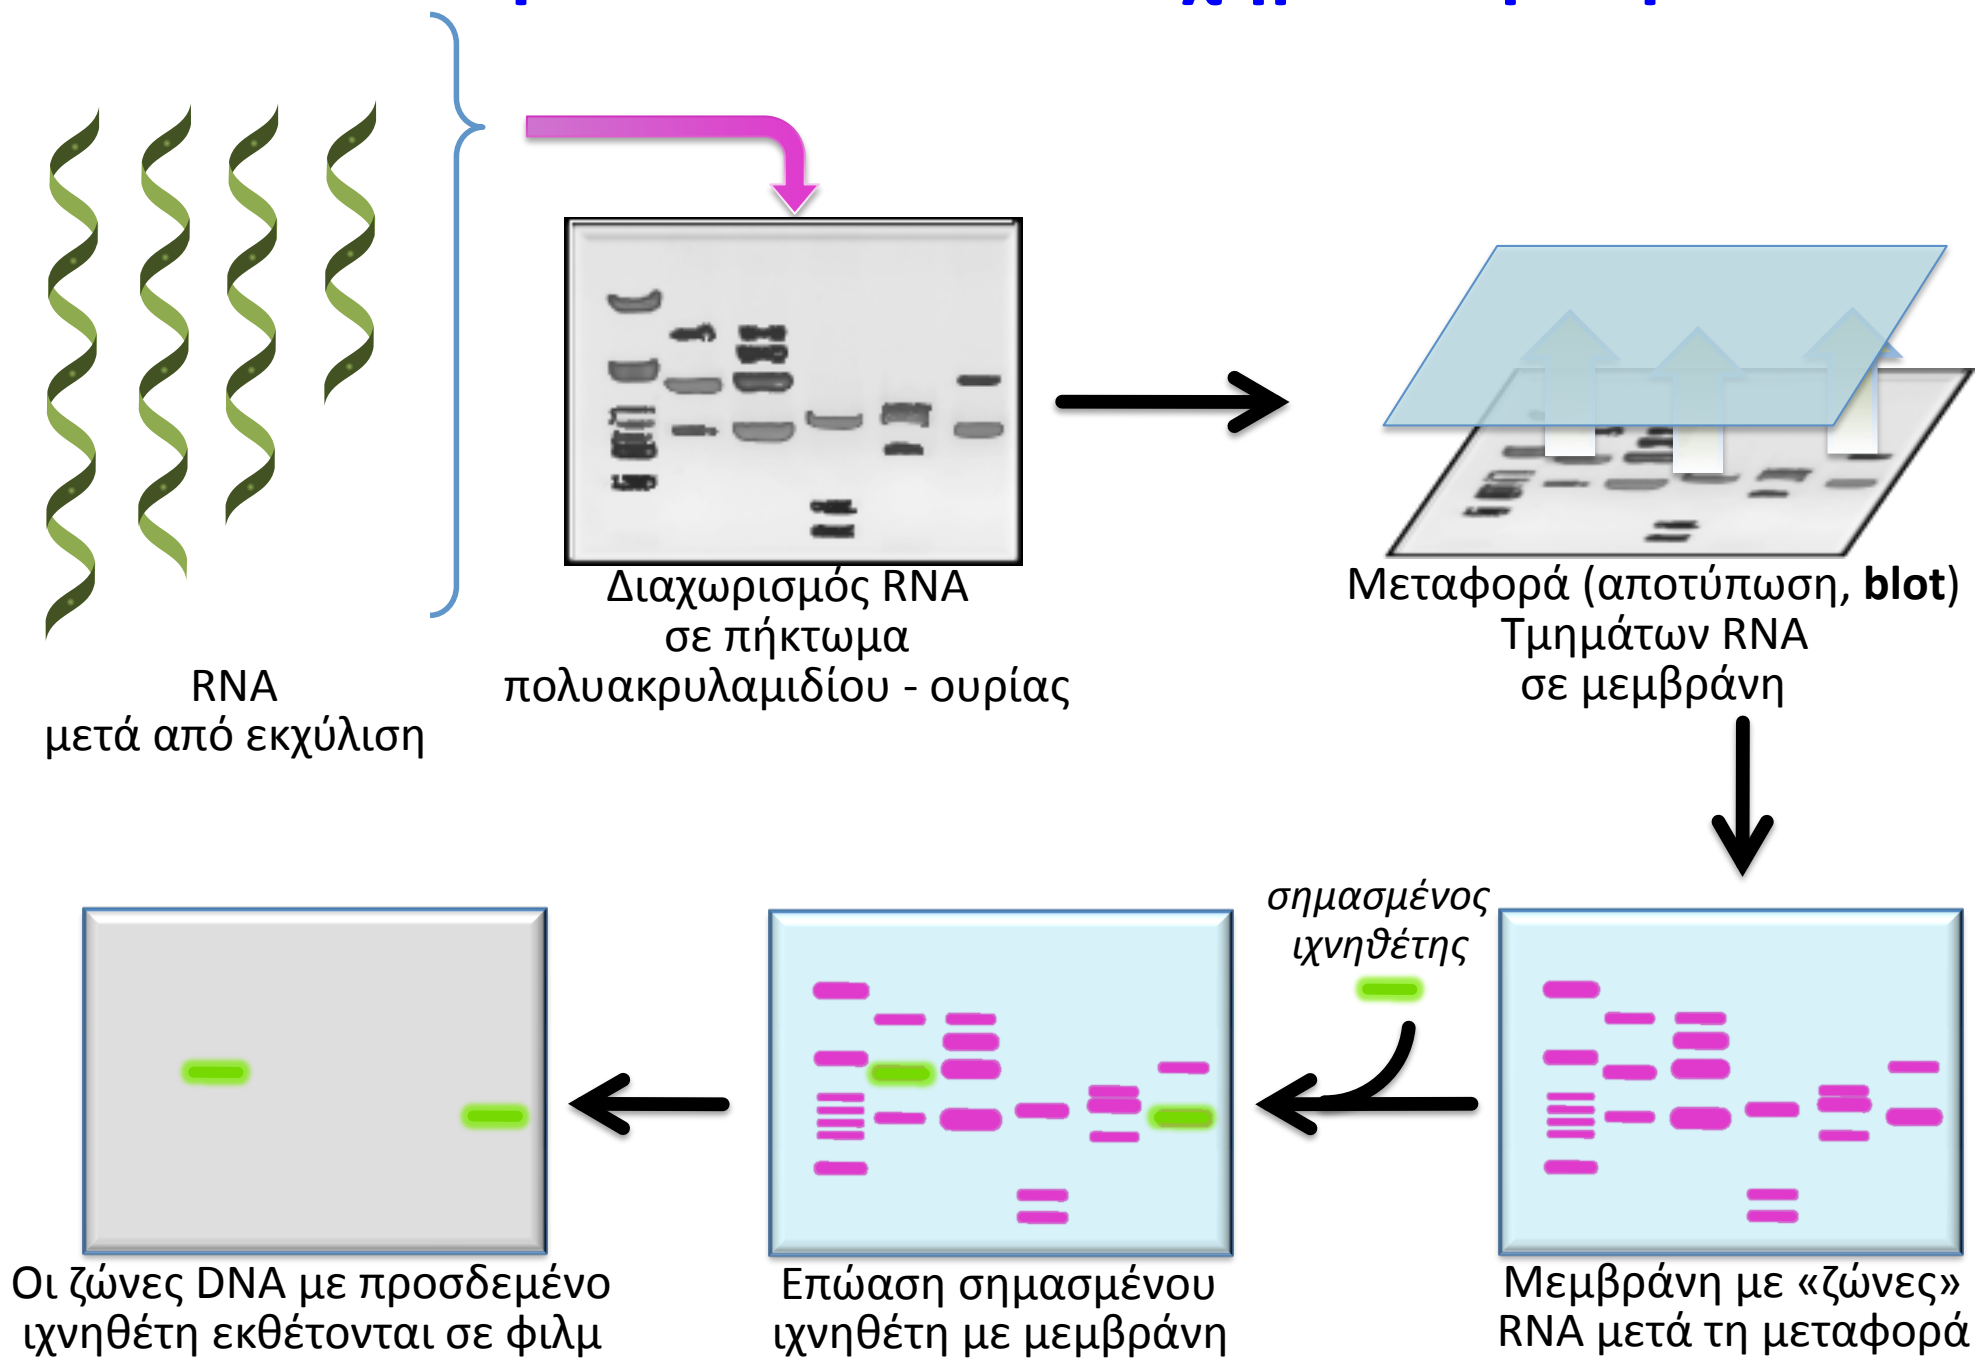 RNA
μετά από εκχύλιση
Διαχωρισμός RNA
σε πήκτωμα
πολυακρυλαμιδίου - ουρίας
Μεταφορά (αποτύπωση, blot)
Τμημάτων RNA
σε μεμβράνη
Μεμβράνη με «ζώνες»
RNA μετά τη μεταφορά
σημασμένος
ιχνηθέτης
Επώαση σημασμένου
ιχνηθέτη με μεμβράνη
Οι ζώνες DNA με προσδεμένο
ιχνηθέτη εκθέτονται σε φιλμ